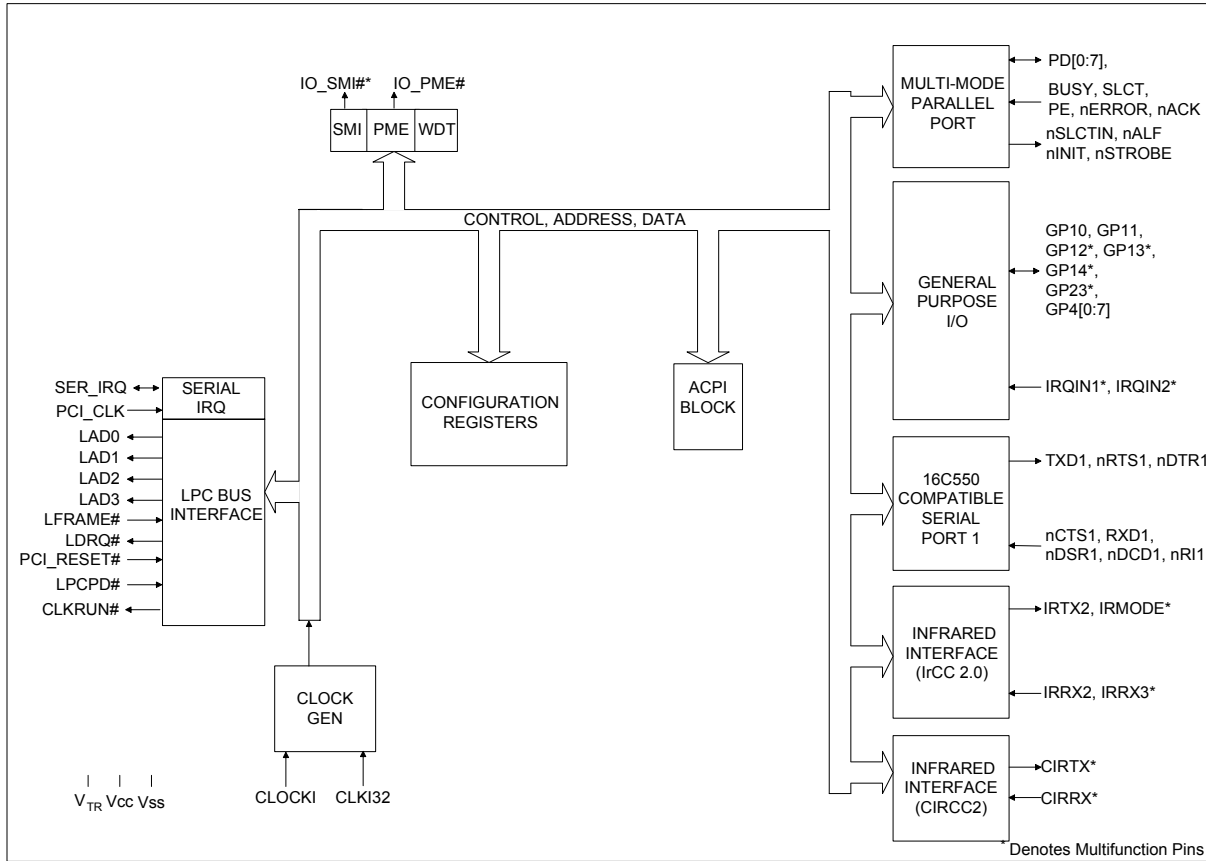 IO_SMI#*
IO_PME#
SMI
PME
WDT
CONTROL, ADDRESS, DATA
MULTI-MODE
PARALLEL
PORT
PD[0:7],
BUSY, SLCT,
PE, nERROR, nACK
nSLCTIN, nALF
nINIT, nSTROBE
GENERAL
PURPOSE
I/O
GP10, GP11,
GP12*, GP13*,
GP14*,
GP23*,
GP4[0:7]
IRQIN1*, IRQIN2*
SER_IRQ
PCI_CLK
LAD0
LAD1
LAD2
LAD3
LFRAME#
LDRQ#
PCI_RESET#
LPCPD#
CLKRUN#
SERIAL
IRQ
LPC BUS
INTERFACE
CONFIGURATION
REGISTERS
ACPI
BLOCK
16C550
COMPATIBLE
SERIAL
PORT 1
TXD1, nRTS1, nDTR1
nCTS1, RXD1,
nDSR1, nDCD1, nRI1
INFRARED
INTERFACE
(IrCC 2.0)
IRTX2, IRMODE*
IRRX2, IRRX3*
CLOCK
GEN
CLOCKI
CLKI32
VTR Vcc Vss
INFRARED
INTERFACE
(CIRCC2)
CIRTX*
CIRRX*
* Denotes Multifunction Pins